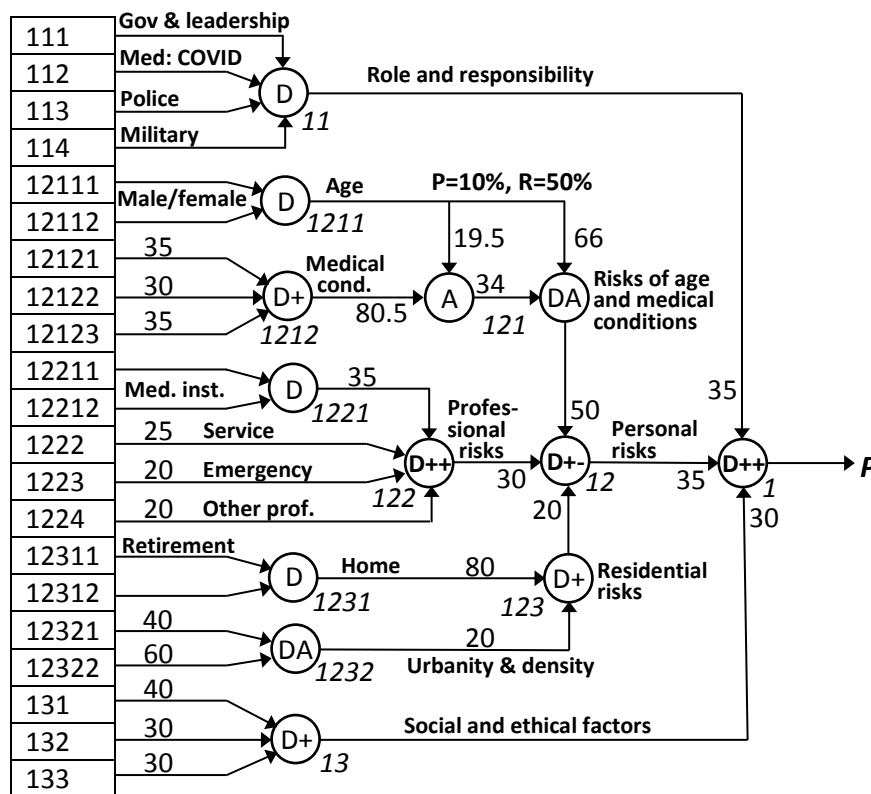 Gov & leadership
111
Med: COVID
112
Role and responsibility
D
Police
113
11
Military
114
12111
Age
P=10%, R=50%
Male/female
D
12112
1211
19.5
66
35
12121
Medical
cond.
34
Risks of age
and medical
conditions
30
12122
D+
A
DA
80.5
121
35
12123
1212
12211
35
Med. inst.
D
12212
1221
50
35
25
Service
1222
Profes-
sional
risks
Personal
risks
20
Emergency
1223
D++
D+-
D++
P
122
30
12
35
1
20
Other prof.
1224
20
30
Retirement
12311
Home
80
Residential
risks
D
D+
12312
1231
123
40
12321
20
60
DA
12322
1232
Urbanity & density
40
131
Social and ethical factors
30
132
D+
13
30
133